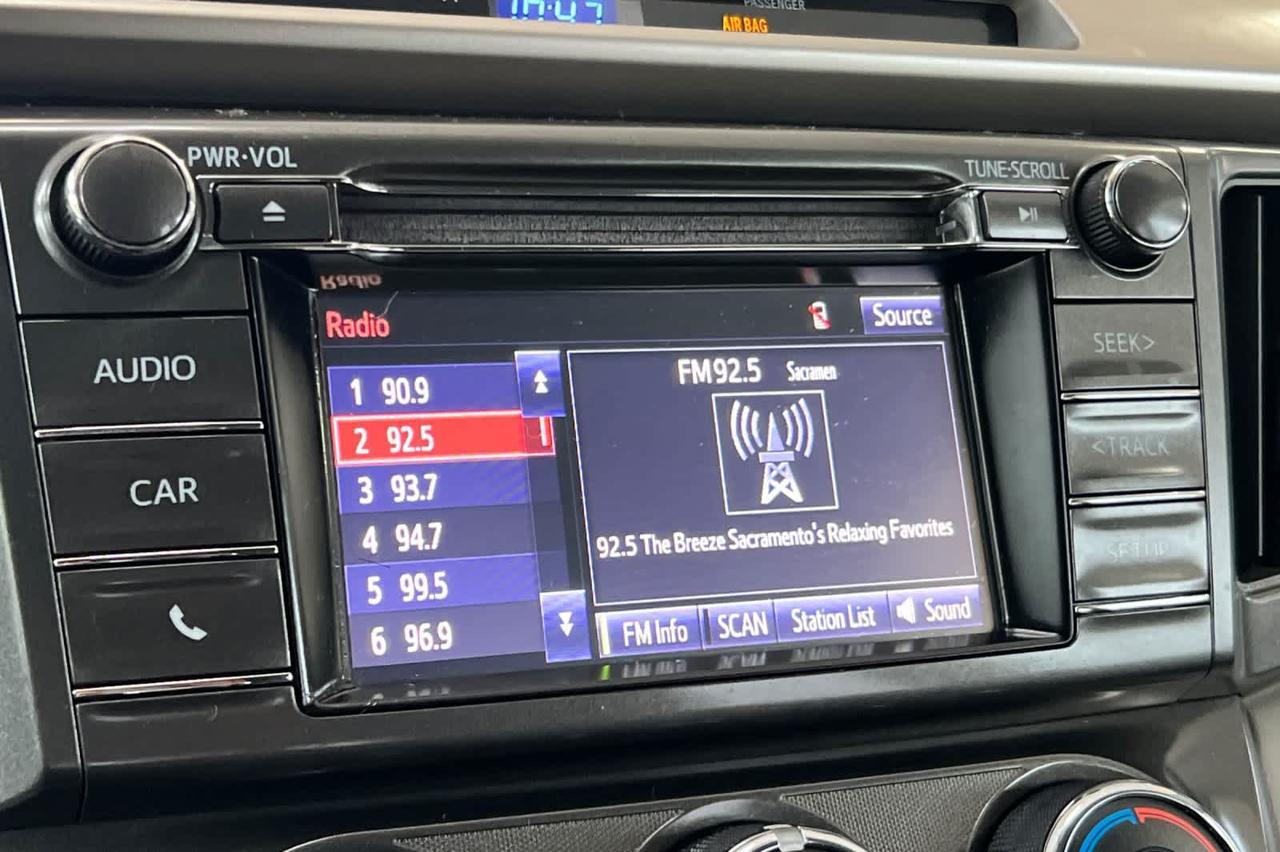 PASSENGER
AIR BAG
PWR·VOL
TUNE·SCROLL
Radio
Source
AUDIO
CAR
1 90.9
2 92.5
3 93.7
4 94.7
5 99.5
6 96.9
FM92.5 Sacramen
92.5 The Breeze Sacramento's Relaxing Favorites
FM Info
SCAN
Station List
Sound
SEEK>
<TRACK
SETUP